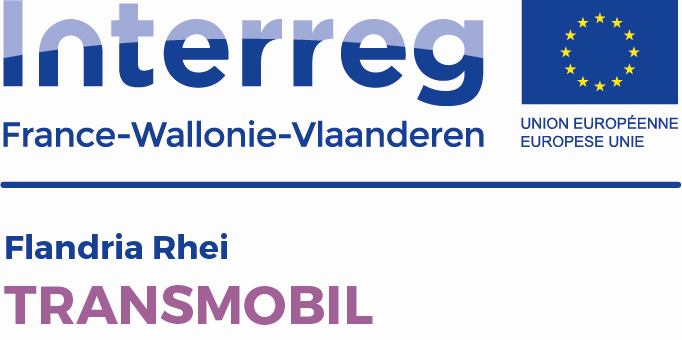 Interreg
France-Wallonie-Vlaanderen
UNION EUROPÉENNE
EUROPESE UNIE
Flandria Rhei
TRANSMOBIL